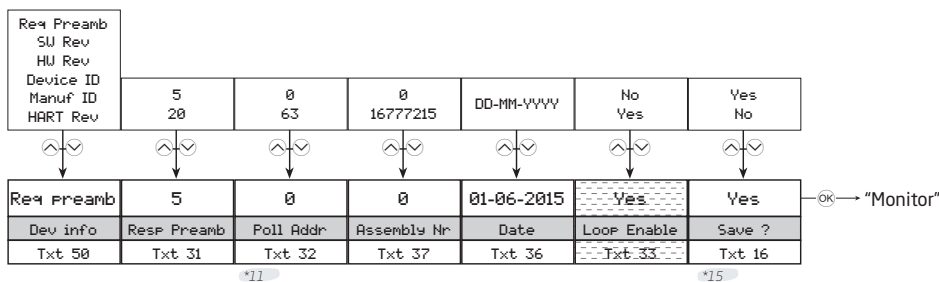 Req Preamb
SW Rev
HW Rev
Device ID
Manuf ID
HART Rev
5
20
0
63
0
16777215
DD-MM-YYYY
No
Yes
Yes
No
Req preamb 5 0 0 01-06-2015 Yes Yes OK "Monitor"
Dev info Resp Preamb Poll Addr Assembly Nr Date Loop Enable Save ?
Txt 50 Txt 31 Txt 32 Txt 37 Txt 36 Txt 33 Txt 16
*11 *15